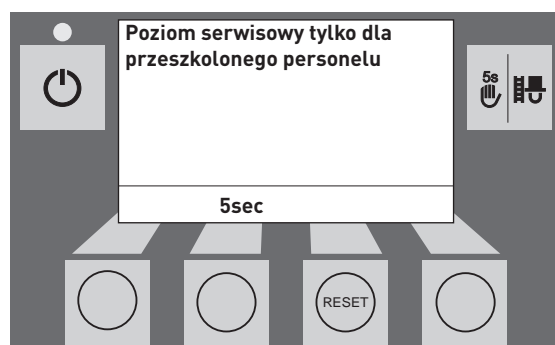 Poziom serwisowy tylko dla
przeszkolonego personelu
5s
5sec
RESET